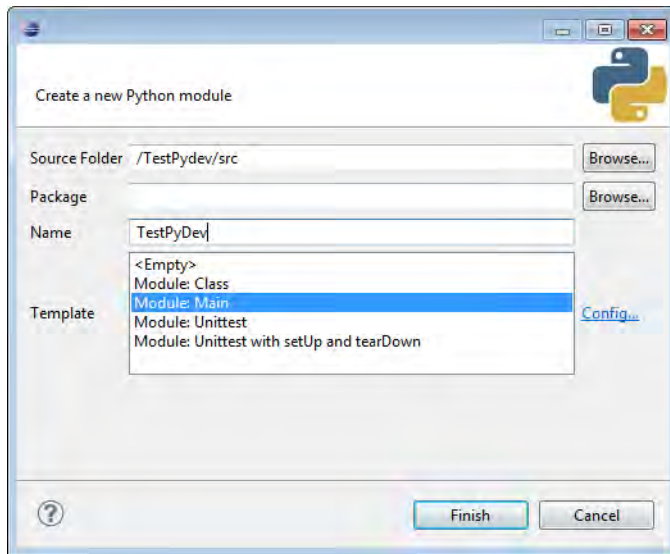 Create a new Python module
Source Folder /TestPydev/src Browse...
Package Browse...
Name TestPyDev
<Empty>
Module: Class
Template Module: Main Config...
Module: Unittest
Module: Unittest with setUp and tearDown
? Finish Cancel